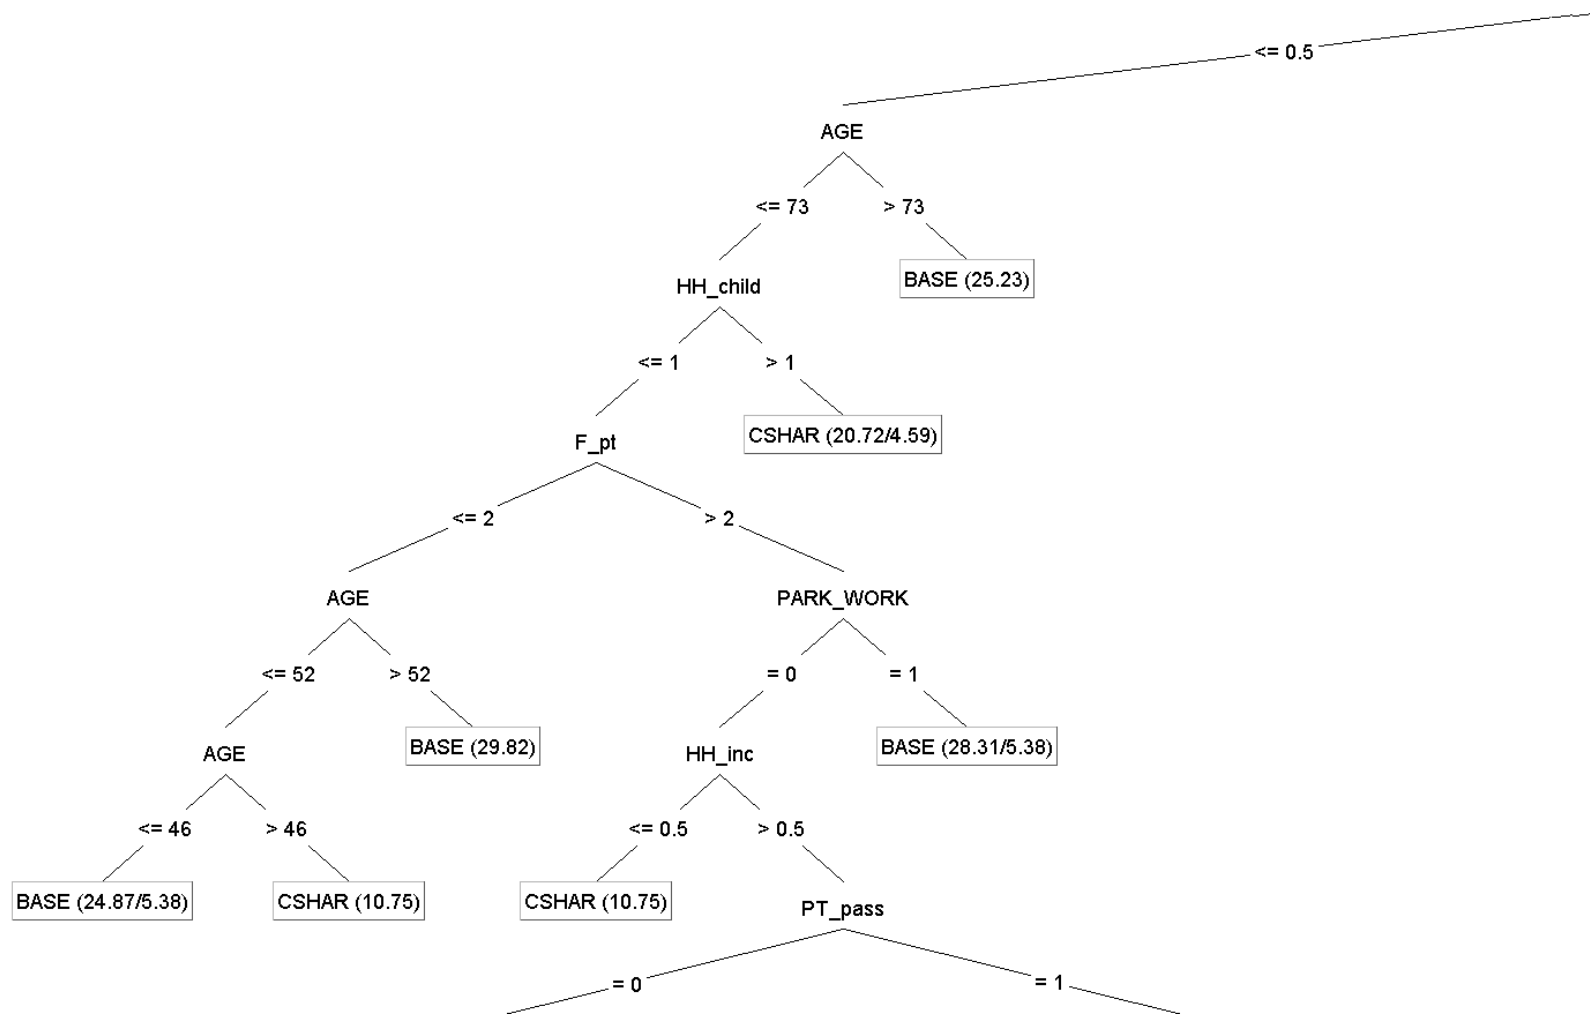 <= 0.5
AGE
<= 73 > 73
HH_child BASE (25.23)
<= 1 > 1
F_pt CSHAR (20.72/4.59)
<= 2 > 2
AGE PARK_WORK
<= 52 > 52 = 0 = 1
AGE BASE (29.82) HH_inc BASE (28.31/5.38)
<= 46 > 46 <= 0.5 > 0.5
BASE (24.87/5.38) CSHAR (10.75) CSHAR (10.75) PT_pass
= 0 = 1